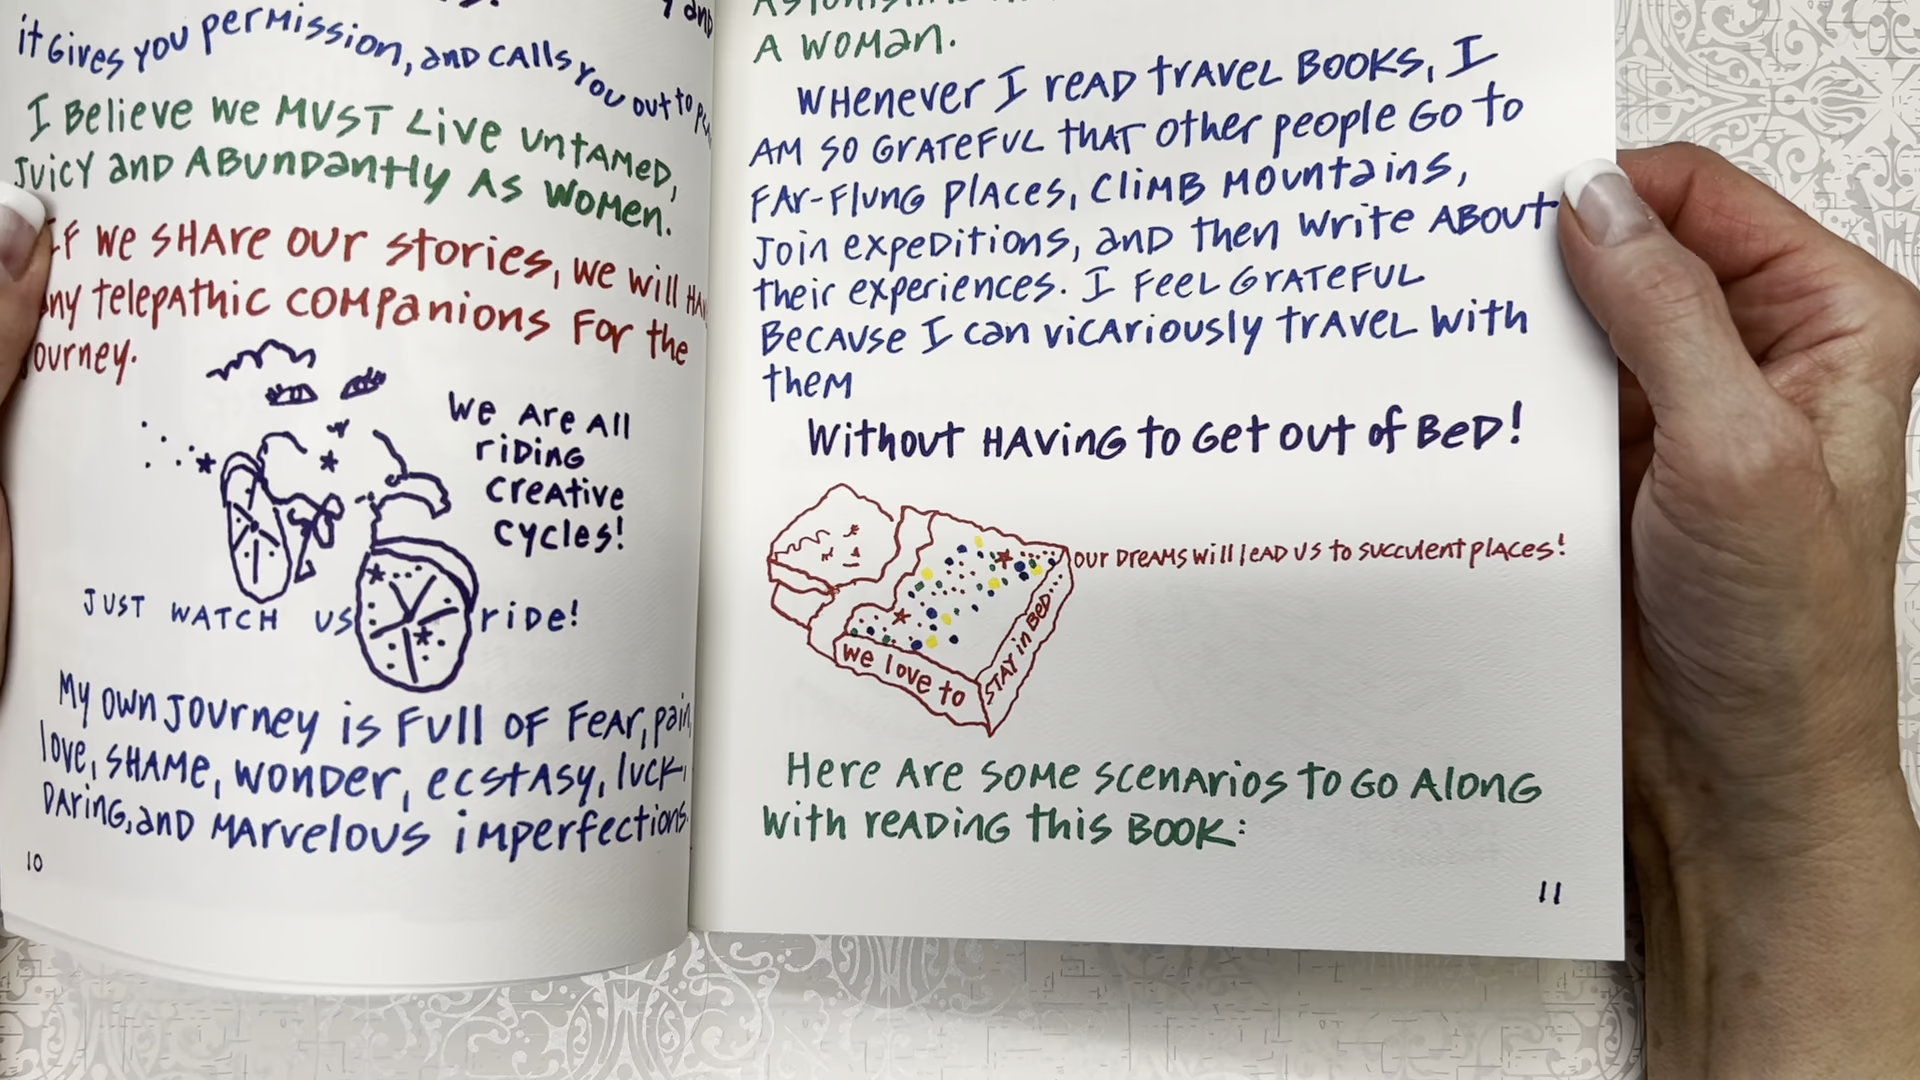 it Gives you permission, and calls you out to
I Believe we MUST Live untamed,
Juicy and Abundantly As women.
If we SHAre our stories, we will
telepathic companions For the
ourney.
We Are All
riding
creative
cycles!
JUST WATCH US ride!
My own Journey is Full of Fear, pain,
love, SHAME, wonder, ecstasy, luck,
DAring, and MArvelous imperfections.
10
A WOMan.
Whenever I reAD trAveL BOOKS, I
AM so GrATeFUL thAT other people Go to
FAr-Flung places, climb mountains,
Join expeditions, and then write ABOUT
their experiences. I Feel GrATeFUL
Because I can vicAriously trAvel with
them
Without HAving to Get out of BeD!
our Dreams will leAD us to succulent places!
we love to
STAY in BeD...
Here Are some scenarios to Go Along
with reADing this BOOK:
11